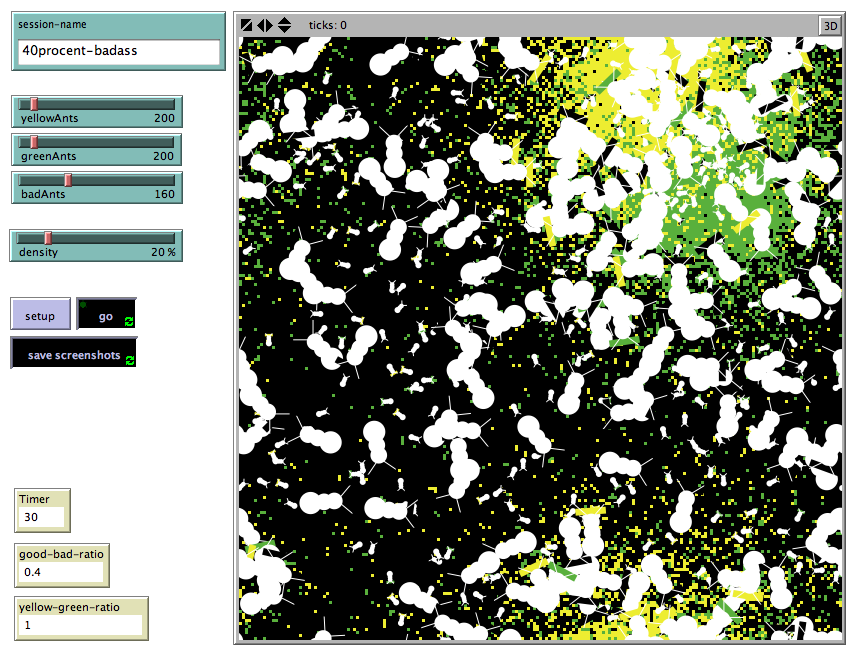 session-name
40procent-badass
ticks: 0
3D
yellowAnts 200
greenAnts 200
badAnts 160
density 20 %
setup
go
save screenshots
Timer
30
good-bad-ratio
0.4
yellow-green-ratio
1